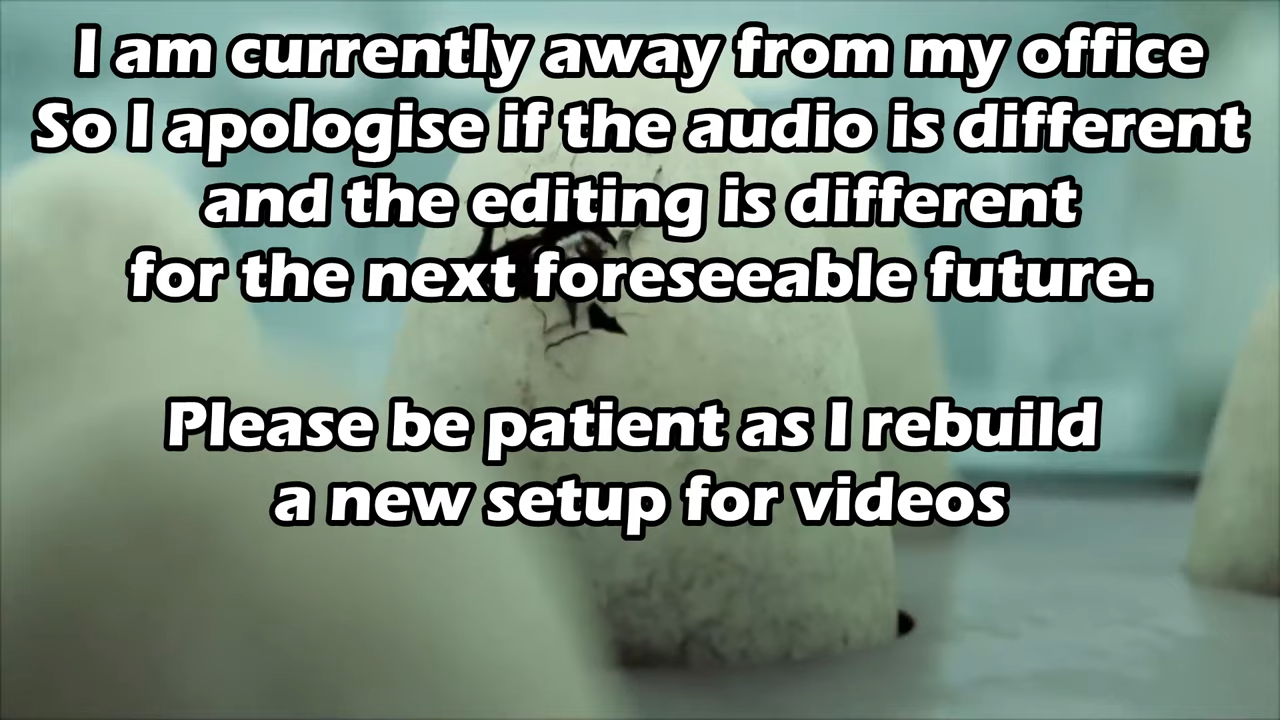 I am currently away from my office
So I apologise if the audio is different
and the editing is different
for the next foreseeable future.
Please be patient as I rebuild
a new setup for videos